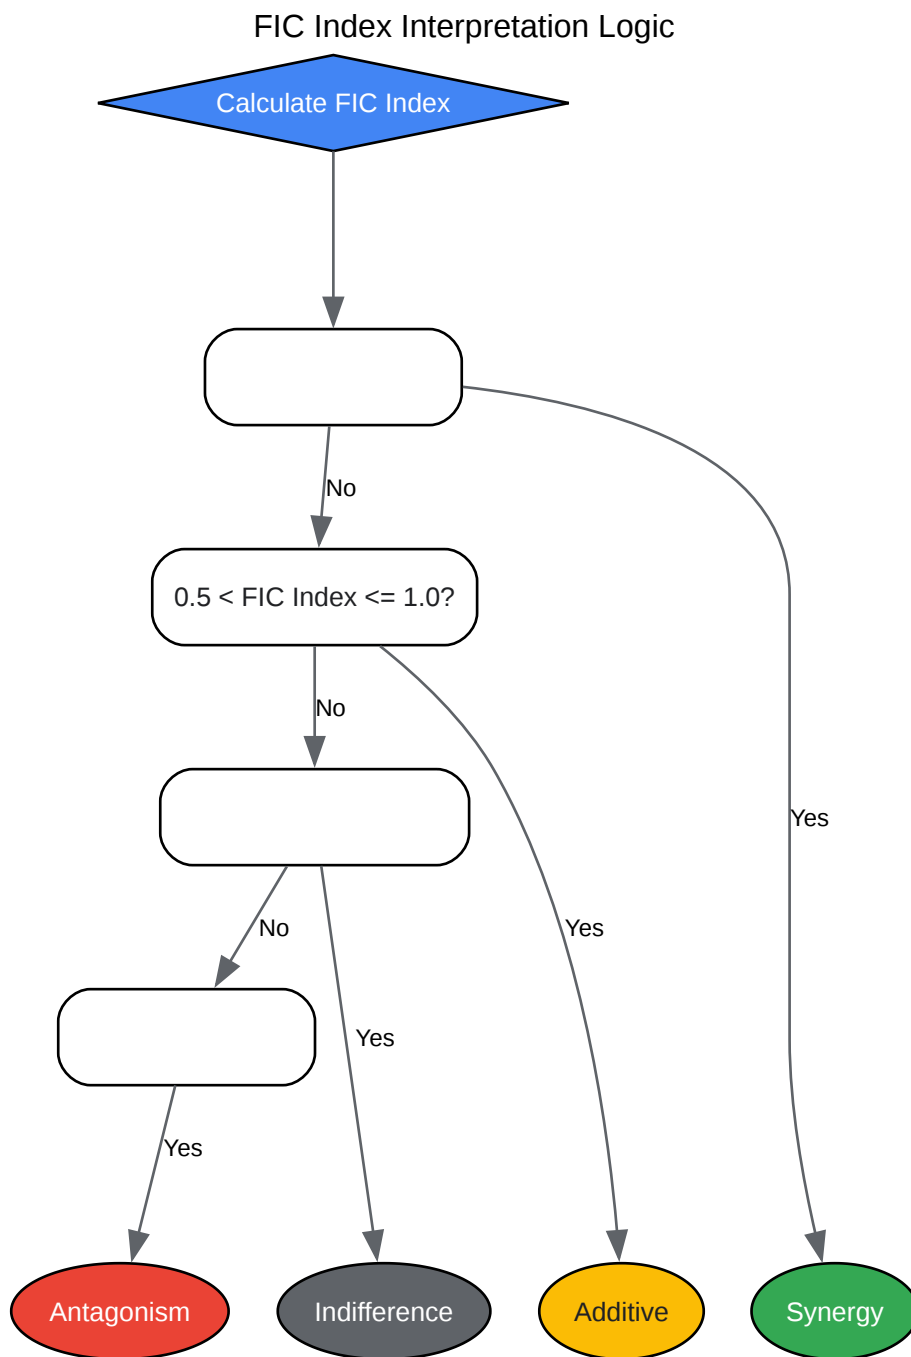 FIC Index Interpretation Logic
Calculate FIC Index
No
0.5 < FIC Index <= 1.0?
No
Yes
No
Yes
Yes
Yes
Antagonism
Indifference
Additive
Synergy